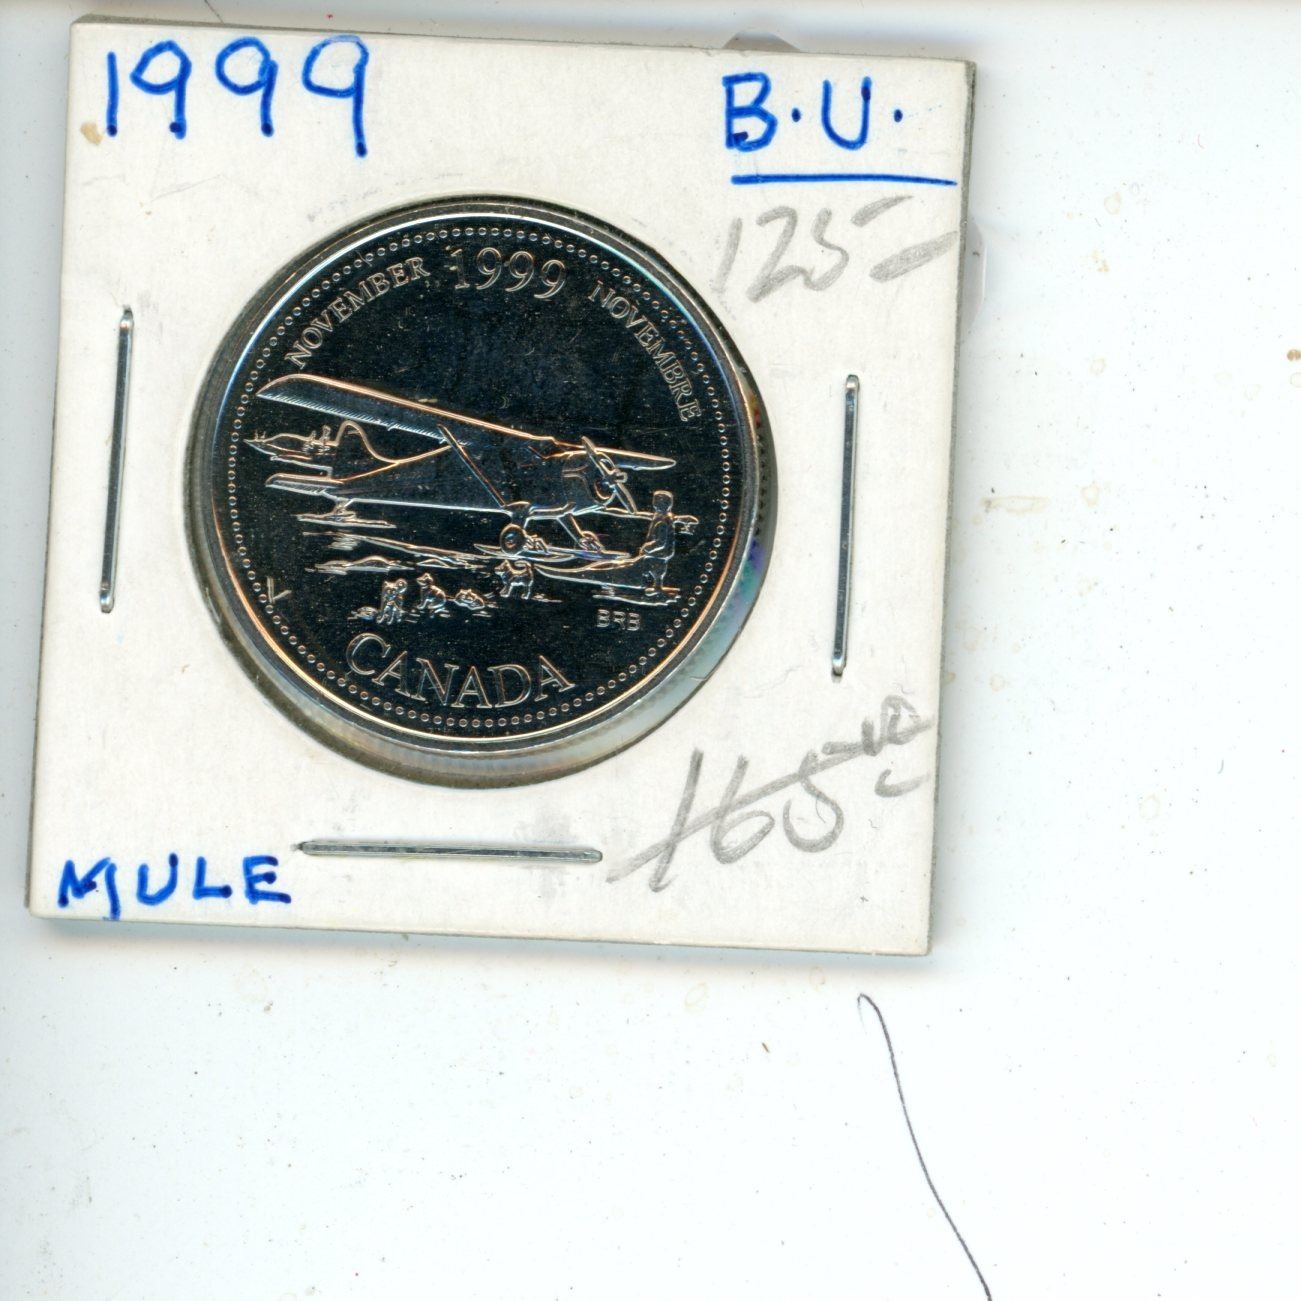 1999
B.U.
125-
NOVEMBER 1999 NOVEMBRE
BRB
CANADA
165
MULE